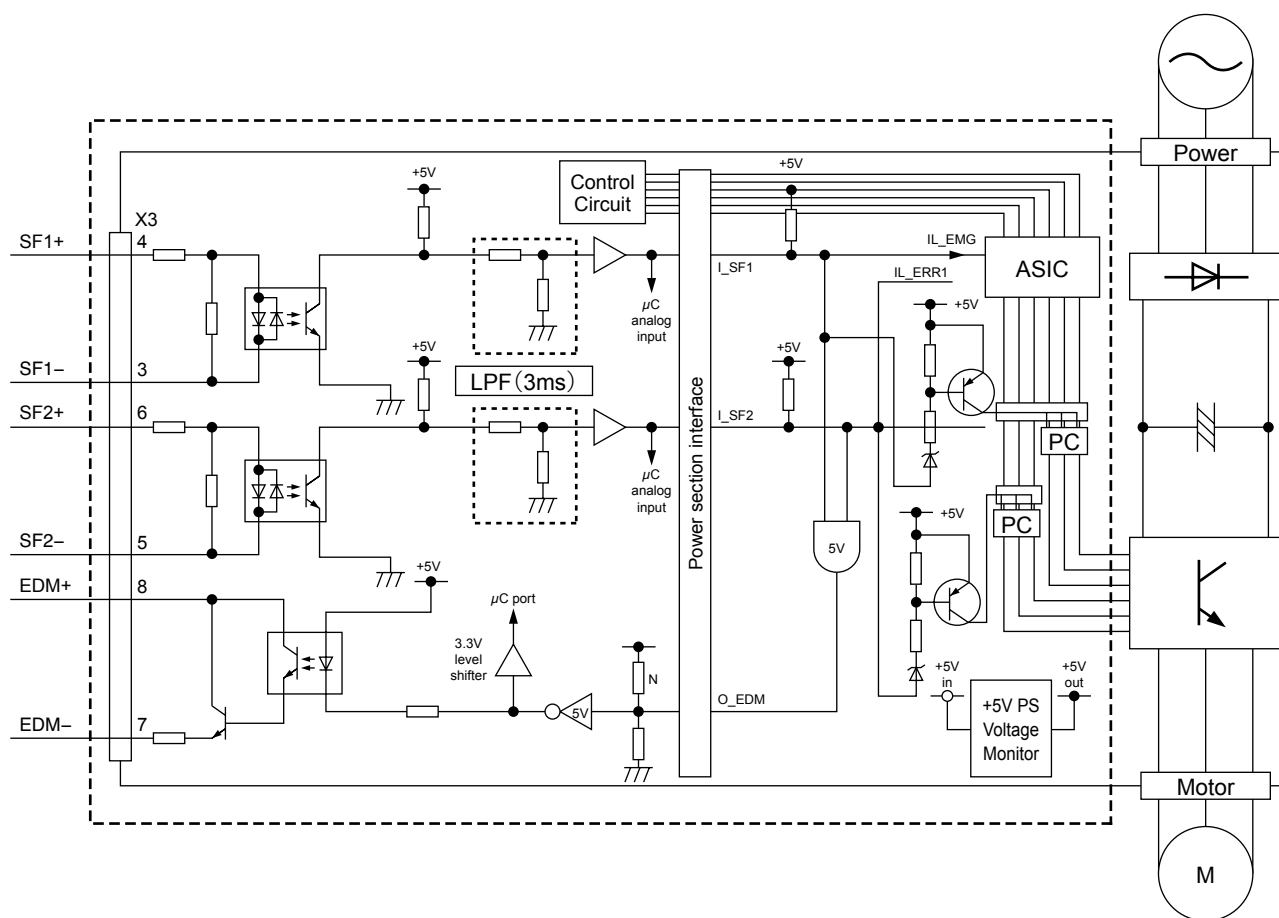 Power
+5V
Control
Circuit
+5V
X3
SF1+
4
IL_EMG
ASIC
I_SF1
IL_ERR1
µC
analog
input
+5V
+5V
+5V
SF1−
3
LPF(3ms)
SF2+
6
I_SF2
PC
µC
analog
input
Power section interface
+5V
PC
SF2−
5
5V
EDM+
8
+5V
µC port
3.3V
level
shifter
N
+5V
in
+5V
out
O_EDM
5V
+5V PS
Voltage
Monitor
EDM−
7
Motor
M